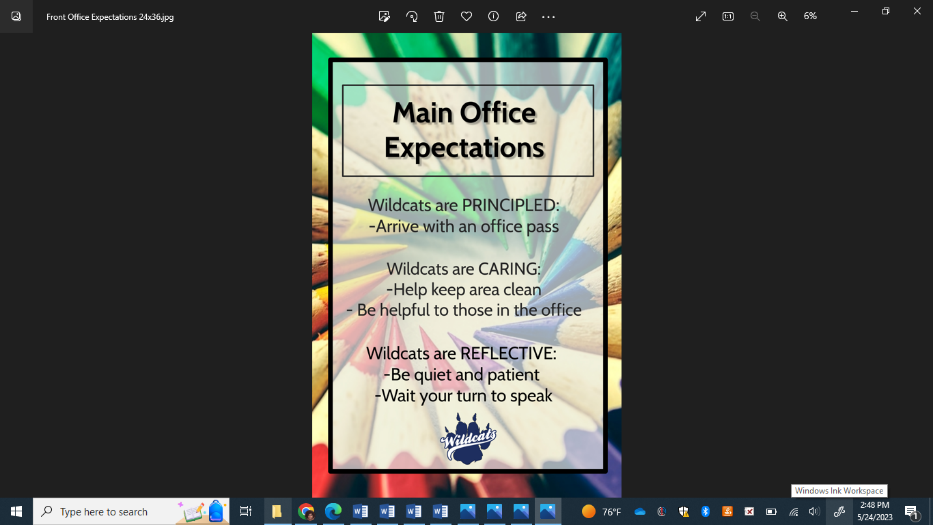 Front Office Expectations 24x36.jpg
6%
Main Office
Expectations
Wildcats are PRINCIPLED:
-Arrive with an office pass
Wildcats are CARING:
-Help keep area clean
- Be helpful to those in the office
Wildcats are REFLECTIVE:
-Be quiet and patient
-Wait your turn to speak
Wildcats
Windows Ink Workspace
Type here to search
76°F
2:48 PM
5/24/2023
1